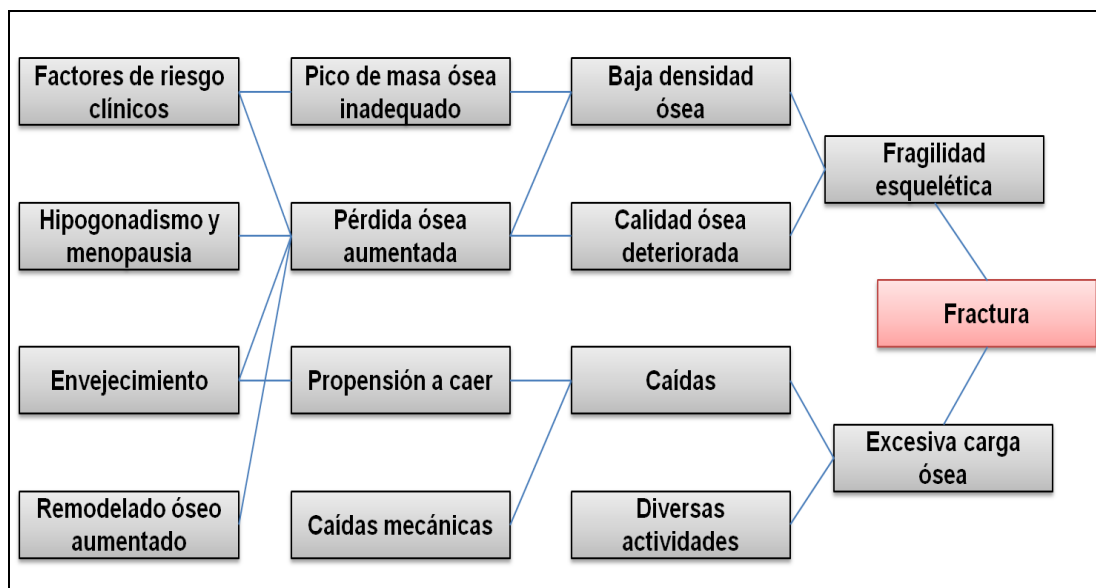 Factores de riesgo
clínicos
Pico de masa ósea
inadequado
Baja densidad
ósea
Fragilidad
esquelética
Hipogonadismo y
menopausia
Pérdida ósea
aumentada
Calidad ósea
deteriorada
Fractura
Envejecimiento
Propensión a caer
Caídas
Excesiva carga
ósea
Remodelado óseo
aumentado
Caídas mecánicas
Diversas
actividades